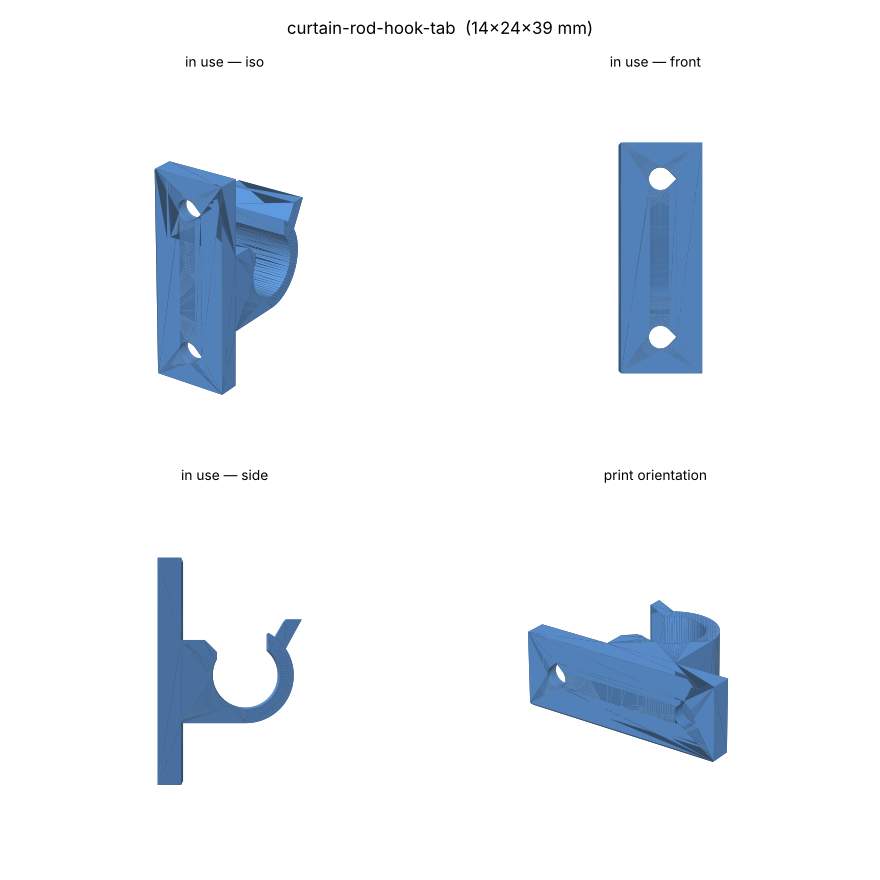 curtain-rod-hook-tab (14×24×39 mm)
in use — iso
in use — front
in use — side
print orientation